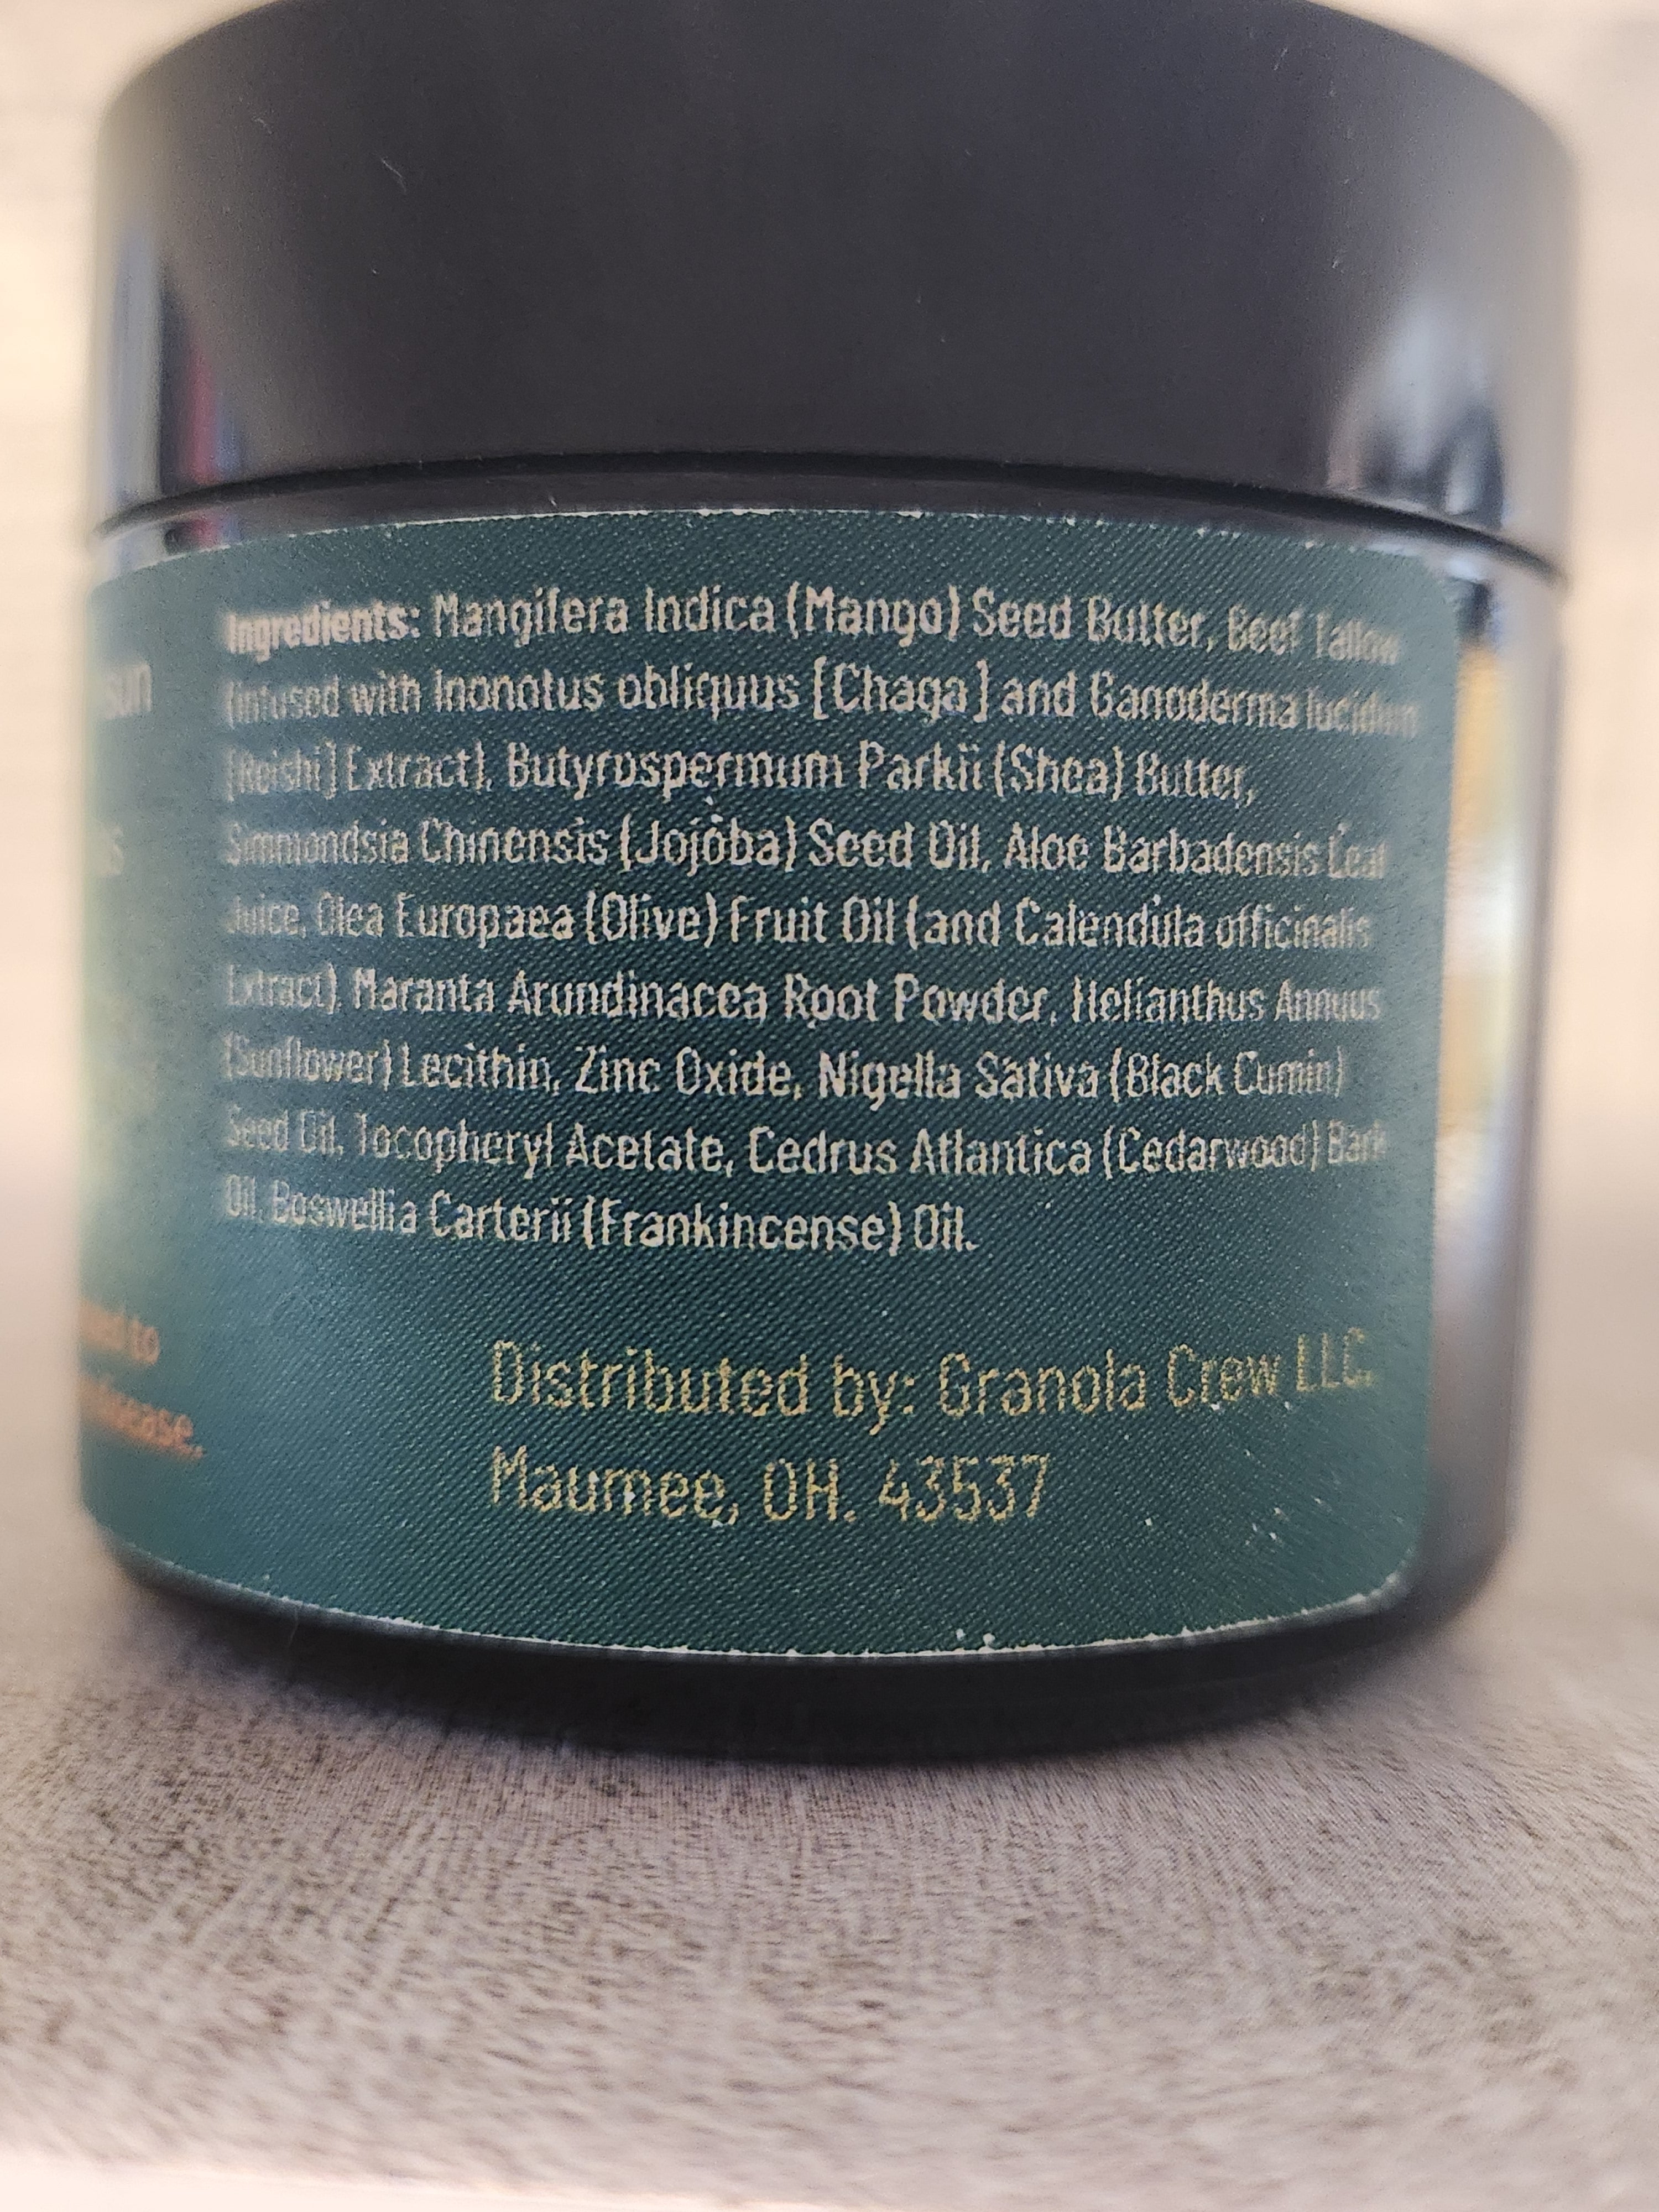 Ingredients: Mangifera Indica (Mango) Seed Butter, Beef Tallow
(infused with Inonotus obliquus [Chaga] and Ganoderma lucidum
[Reishi] Extract), Butyrospermum Parkii (Shea) Butter,
Simmondsia Chinensis (Jojoba) Seed Oil, Aloe Barbadensis Leaf
Juice, Olea Europaea (Olive) Fruit Oil (and Calendula officinalis
Extract), Maranta Arundinacea Root Powder, Helianthus Annuus
(Sunflower) Lecithin, Zinc Oxide, Nigella Sativa (Black Cumin)
Seed Oil, Tocopheryl Acetate, Cedrus Atlantica (Cedarwood) Bark
Oil, Boswellia Carterii (Frankincense) Oil.
to
Distributed by: Granola Crew LLC.
Maumee, OH. 43537